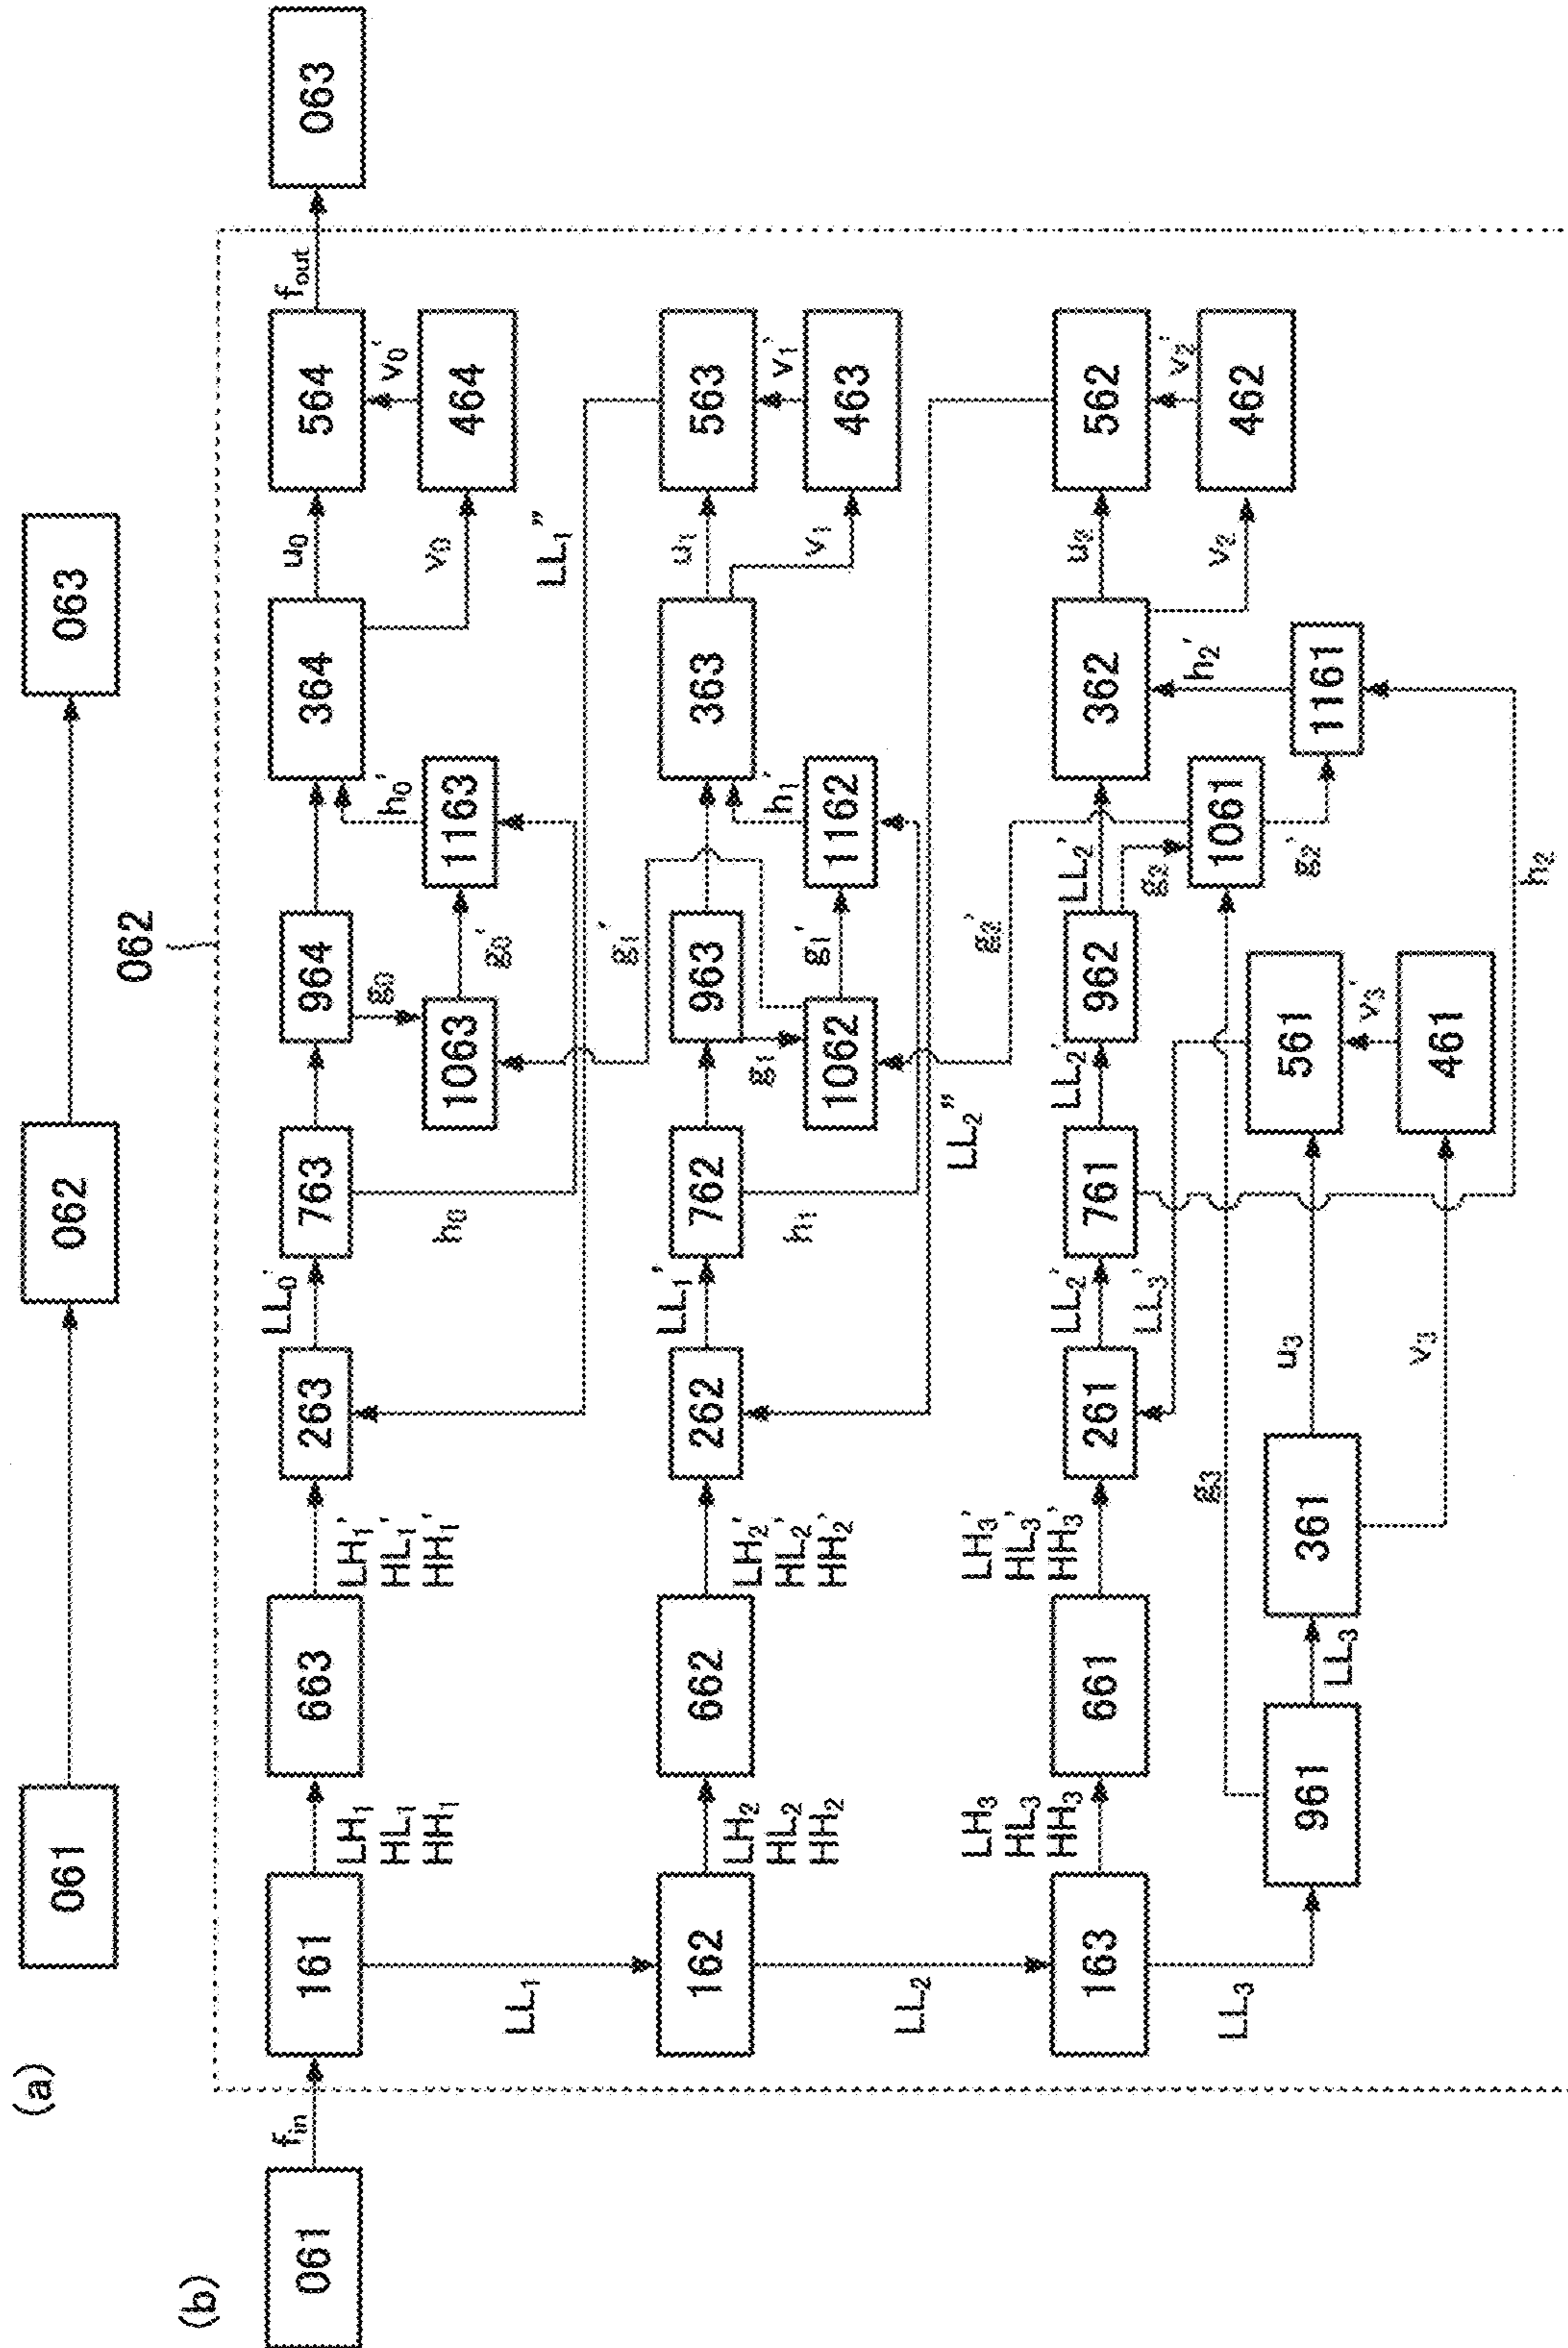 (a)
061
062
063
(b)
062
061
f_in
161
LH₁
HL₁
HH₁
663
LH₁'
HL₁'
HH₁'
263
LL₀'
763
964
364
u₀
564
f_out
063
h₀
g₀
1063
g₀'
1163
h₀'
v₀
464
v₀'
LL₁"
LL₁
162
LH₂
HL₂
HH₂
662
LH₂'
HL₂'
HH₂'
262
LL₁'
762
963
g₁'
363
u₁
563
h₁
g₁
1062
g₁'
1162
h₁'
v₁
463
v₁'
LL₂"
g₂'
LL₂
163
LH₃
HL₃
HH₃
661
LH₃'
HL₃'
HH₃'
261
LL₂'
761
LL₂'
962
LL₂'
362
u₂
562
LL₃'
g₂
1061
g₂'
1161
h₂'
v₂
462
v₂'
LL₃
961
g₃
LL₃
361
u₃
561
v₃
461
v₃'
h₂